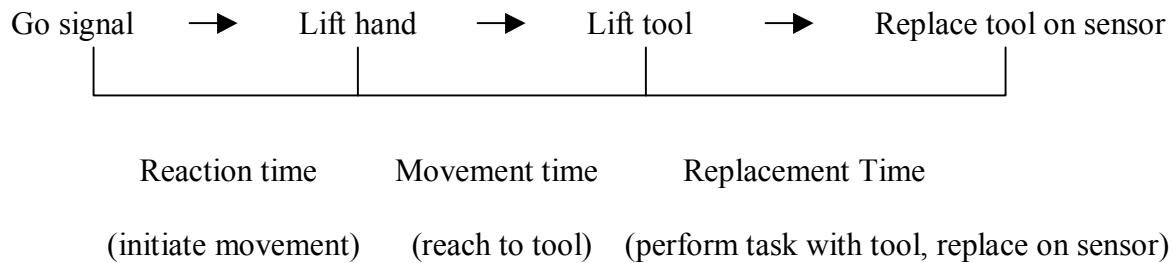 Go signal → Lift hand → Lift tool → Replace tool on sensor
Reaction time Movement time Replacement Time
(initiate movement) (reach to tool) (perform task with tool, replace on sensor)